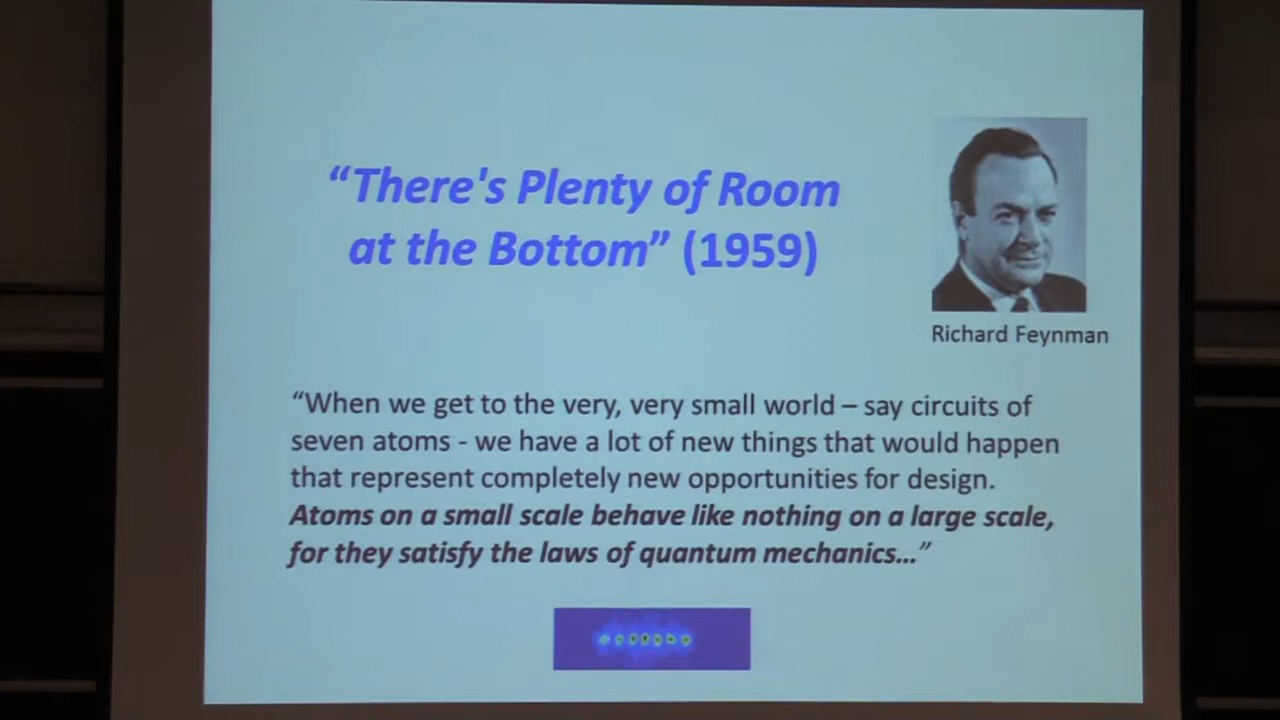 “There's Plenty of Room
at the Bottom” (1959)
Richard Feynman
“When we get to the very, very small world – say circuits of
seven atoms - we have a lot of new things that would happen
that represent completely new opportunities for design.
Atoms on a small scale behave like nothing on a large scale,
for they satisfy the laws of quantum mechanics...”